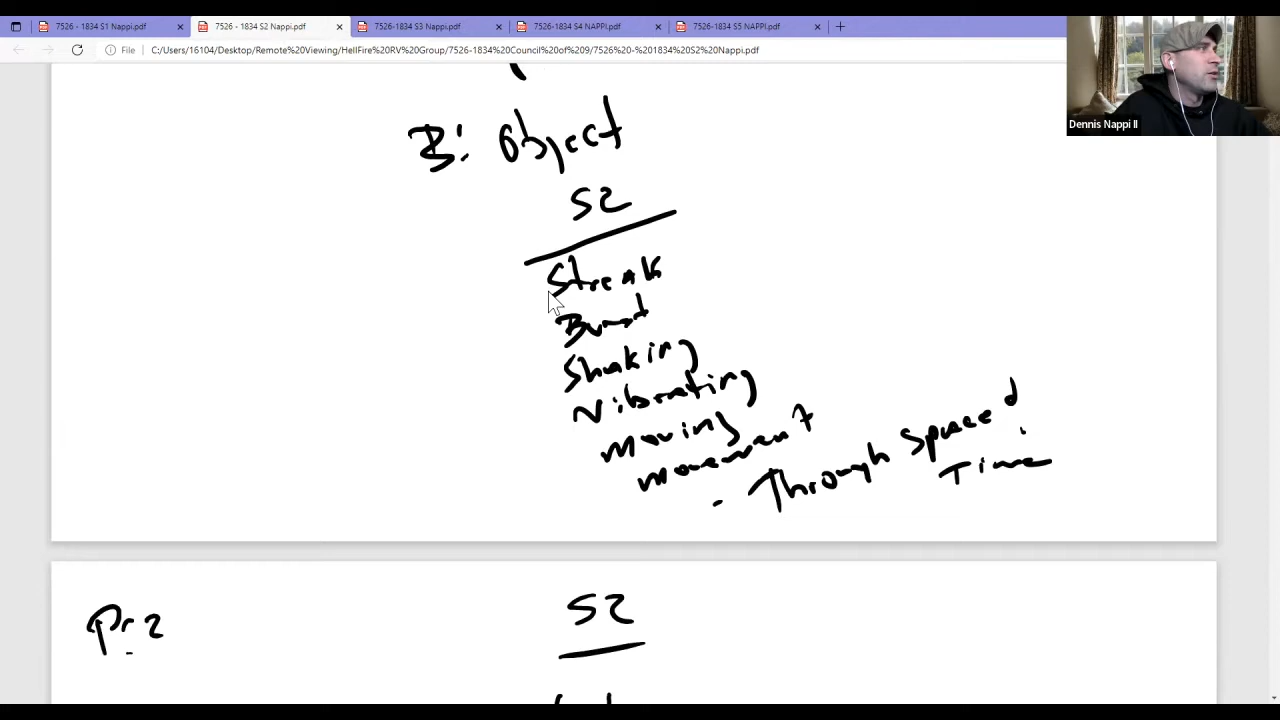 7526 - 1834 S1 Nappi.pdf
7526 - 1834 S2 Nappi.pdf
7526-1834 S3 Nappi.pdf
7526-1834 S4 NAPPI.pdf
7526-1834 S5 NAPPI.pdf
File C:/Users/16104/Desktop/Remote%20Viewing/HellFire%20RV%20Group/7526-1834%20Council%20of%209/7526%20-%201834%20S2%20Nappi.pdf
Dennis Nappi II
B: Object
S2
Streak
Shaking
Vibrating
Moving
Movement
- Through Space &
Time
Pg 2
S2